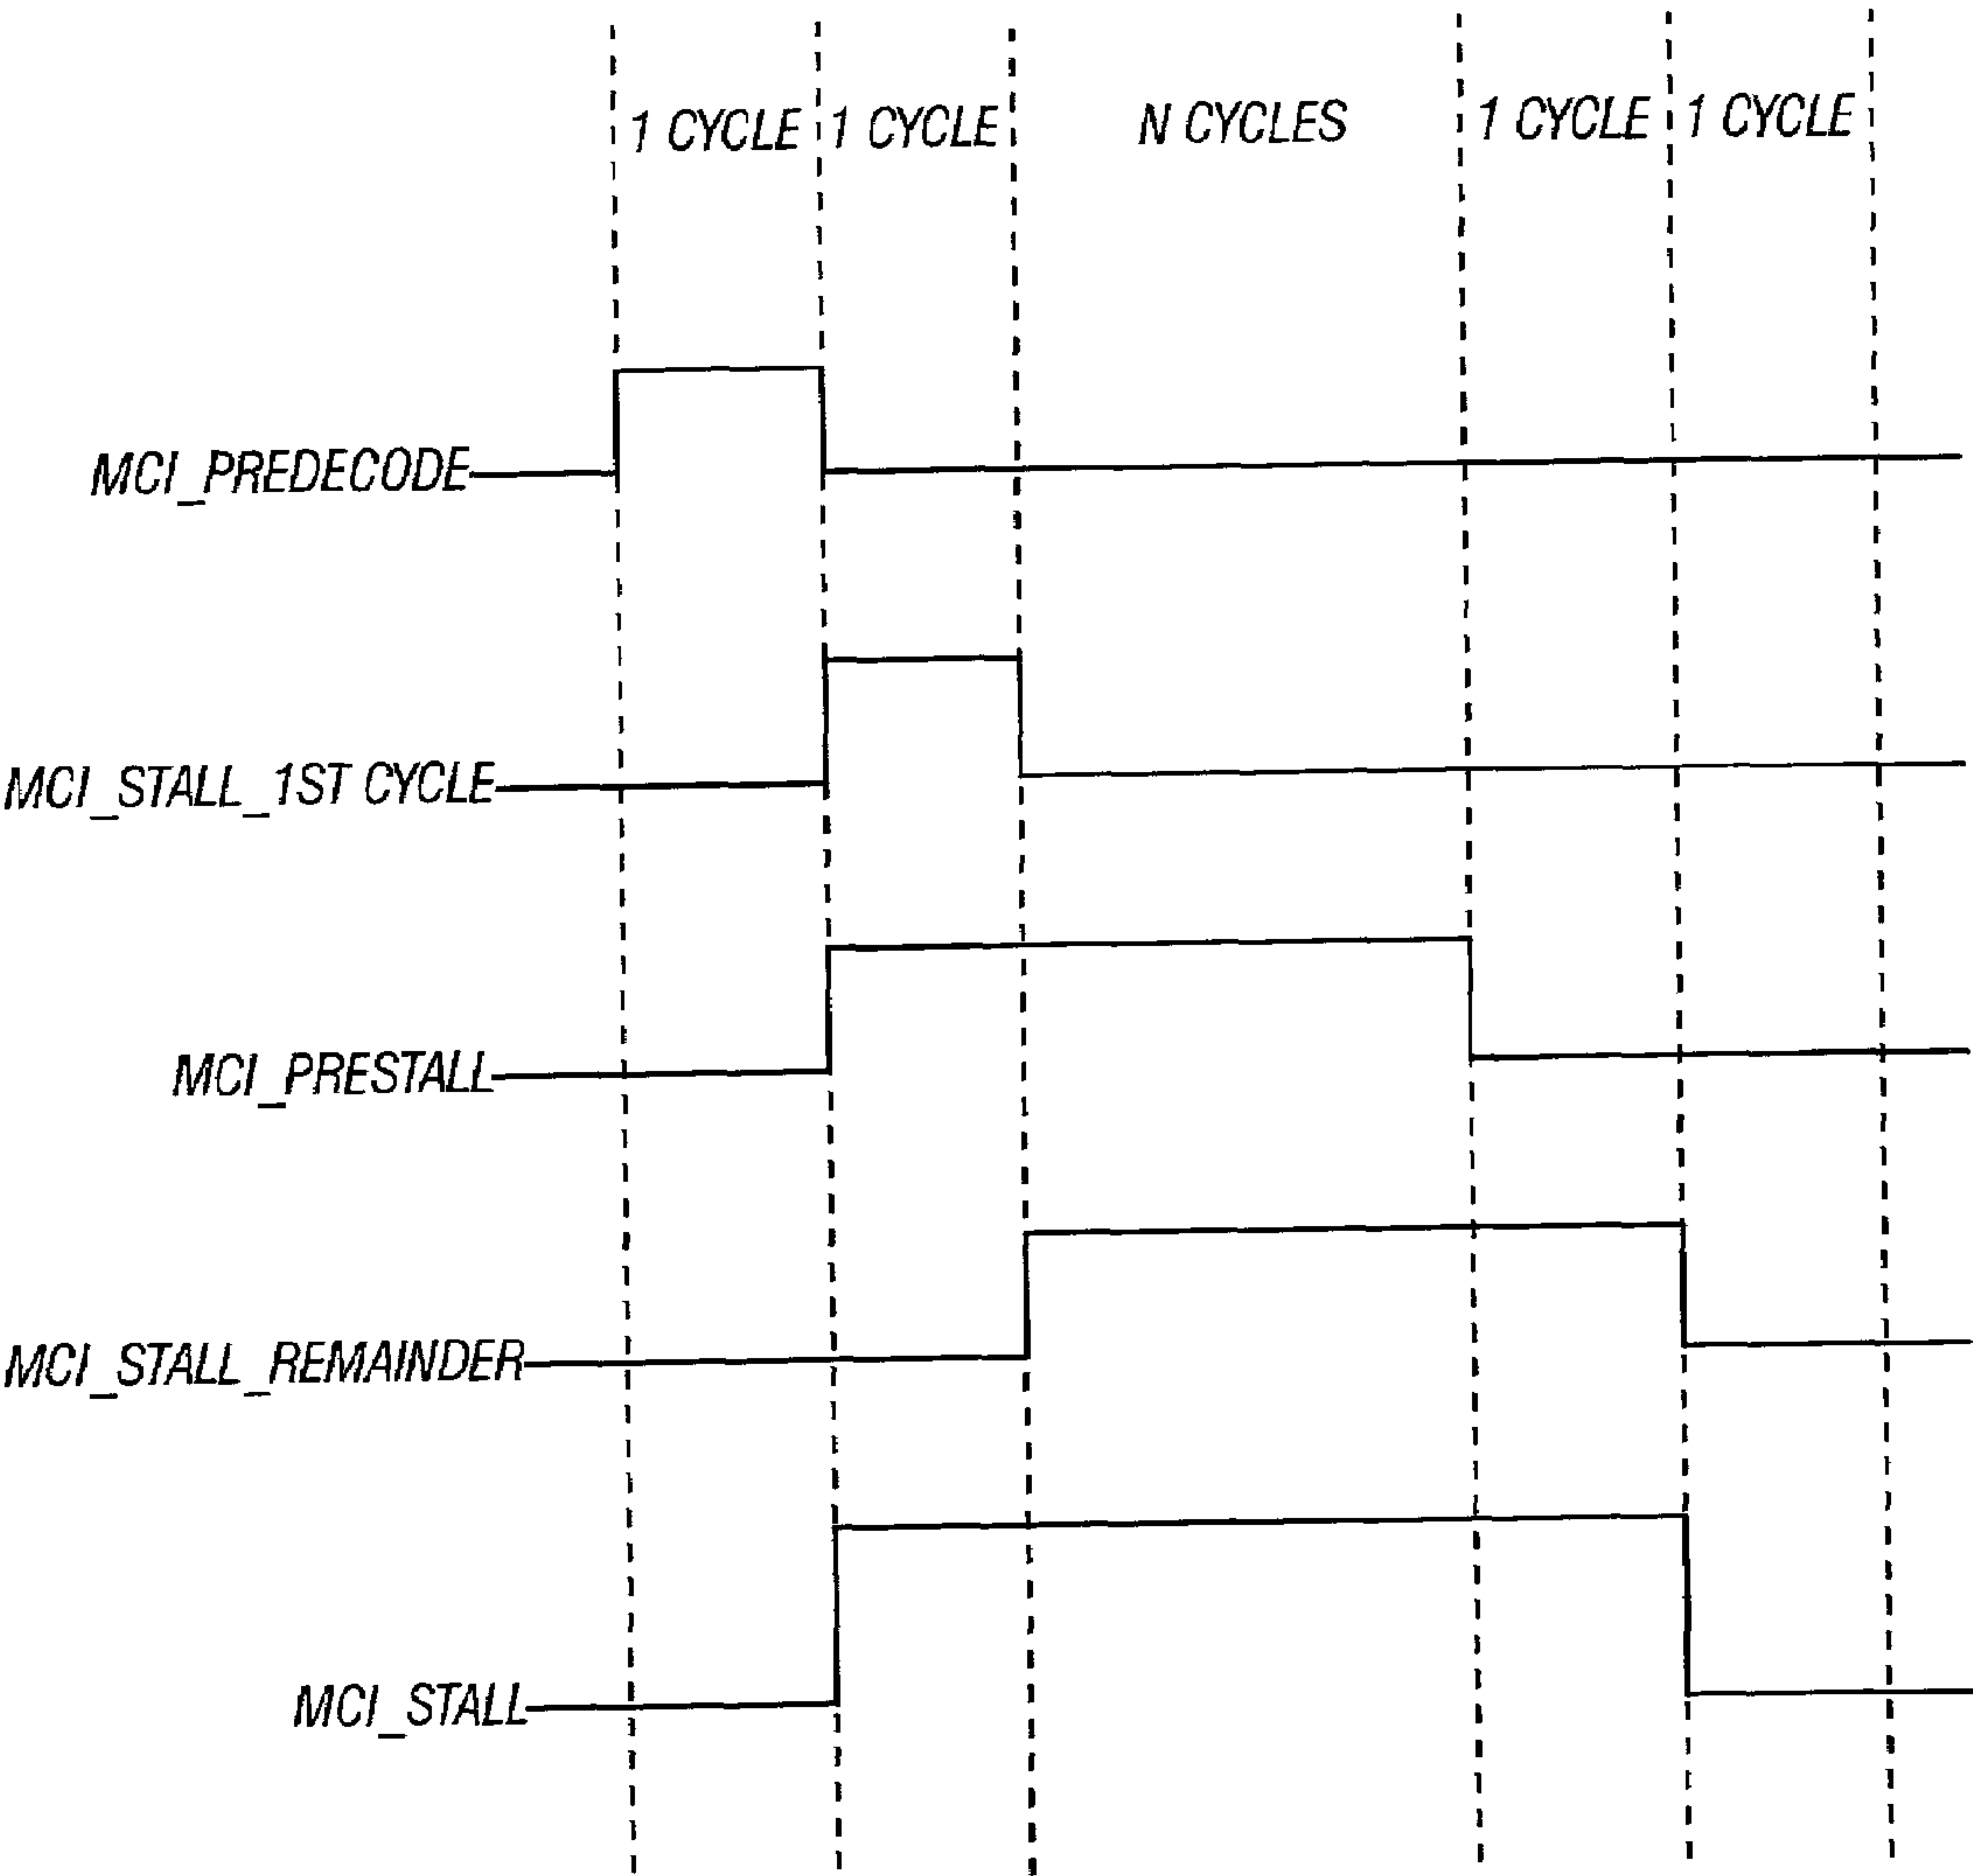 1 CYCLE 1 CYCLE N CYCLES 1 CYCLE 1 CYCLE
MCI_PREDECODE
MCI_STALL_1ST CYCLE
MCI_PRESTALL
MCI_STALL_REMAINDER
MCI_STALL